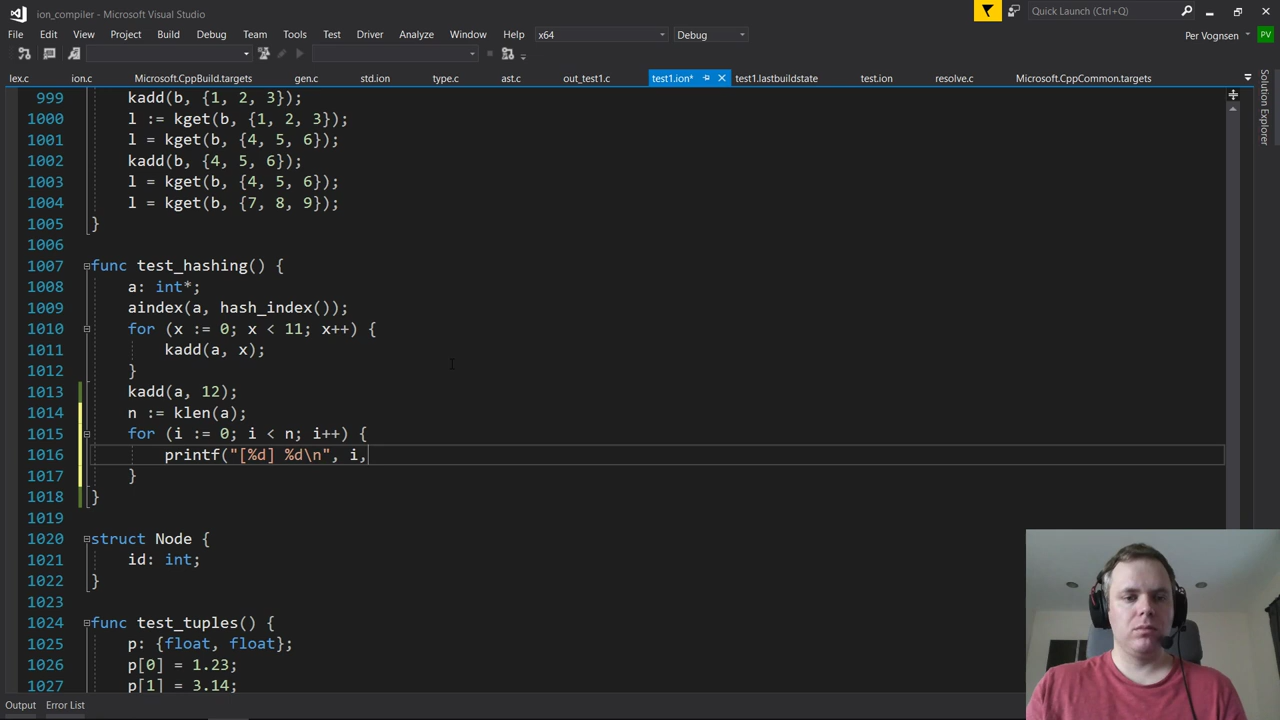 ion_compiler - Microsoft Visual Studio
Quick Launch (Ctrl+Q)
File Edit View Project Build Debug Team Tools Test Analyze Window Help x64 Debug
Per Vognsen PV
lex.c ion.c Microsoft.CppBuild.targets gen.c std.ion type.c ast.c out_test1.c test1.ion* test1.lastbuildstate test.ion resolve.c Microsoft.CppCommon.targets
Solution Explorer
999 kadd(b, {1, 2, 3});
1000 l := kget(b, {1, 2, 3});
1001 l = kget(b, {4, 5, 6});
1002 kadd(b, {4, 5, 6});
1003 l = kget(b, {4, 5, 6});
1004 l = kget(b, {7, 8, 9});
1005 }
1006
1007 func test_hashing() {
1008 a: int*;
1009 aindex(a, hash_index());
1010 for (x := 0; x < 11; x++) {
1011 kadd(a, x);
1012 }
1013 kadd(a, 12);
1014 n := klen(a);
1015 for (i := 0; i < n; i++) {
1016 printf("[%d] %d\n", i,
1017 }
1018 }
1019
1020 struct Node {
1021 id: int;
1022 }
1023
1024 func test_tuples() {
1025 p: {float, float};
1026 p[0] = 1.23;
1027 p[1] = 3.14;
Output Error List